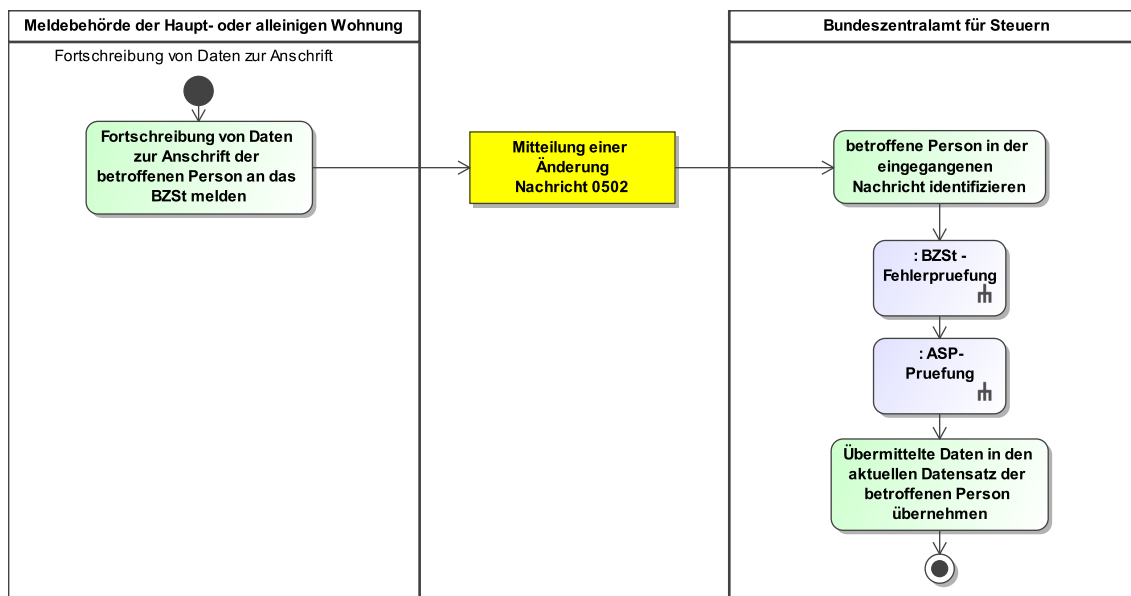 Meldebehörde der Haupt- oder alleinigen Wohnung
Fortschreibung von Daten zur Anschrift
Fortschreibung von Daten
zur Anschrift der
betroffenen Person an das
BZSt melden
Mitteilung einer
Änderung
Nachricht 0502
Bundeszentralamt für Steuern
betroffene Person in der
eingegangenen
Nachricht identifizieren
: BZSt -
Fehlerpruefung
: ASP-
Pruefung
Übermittelte Daten in den
aktuellen Datensatz der
betroffenen Person
übernehmen